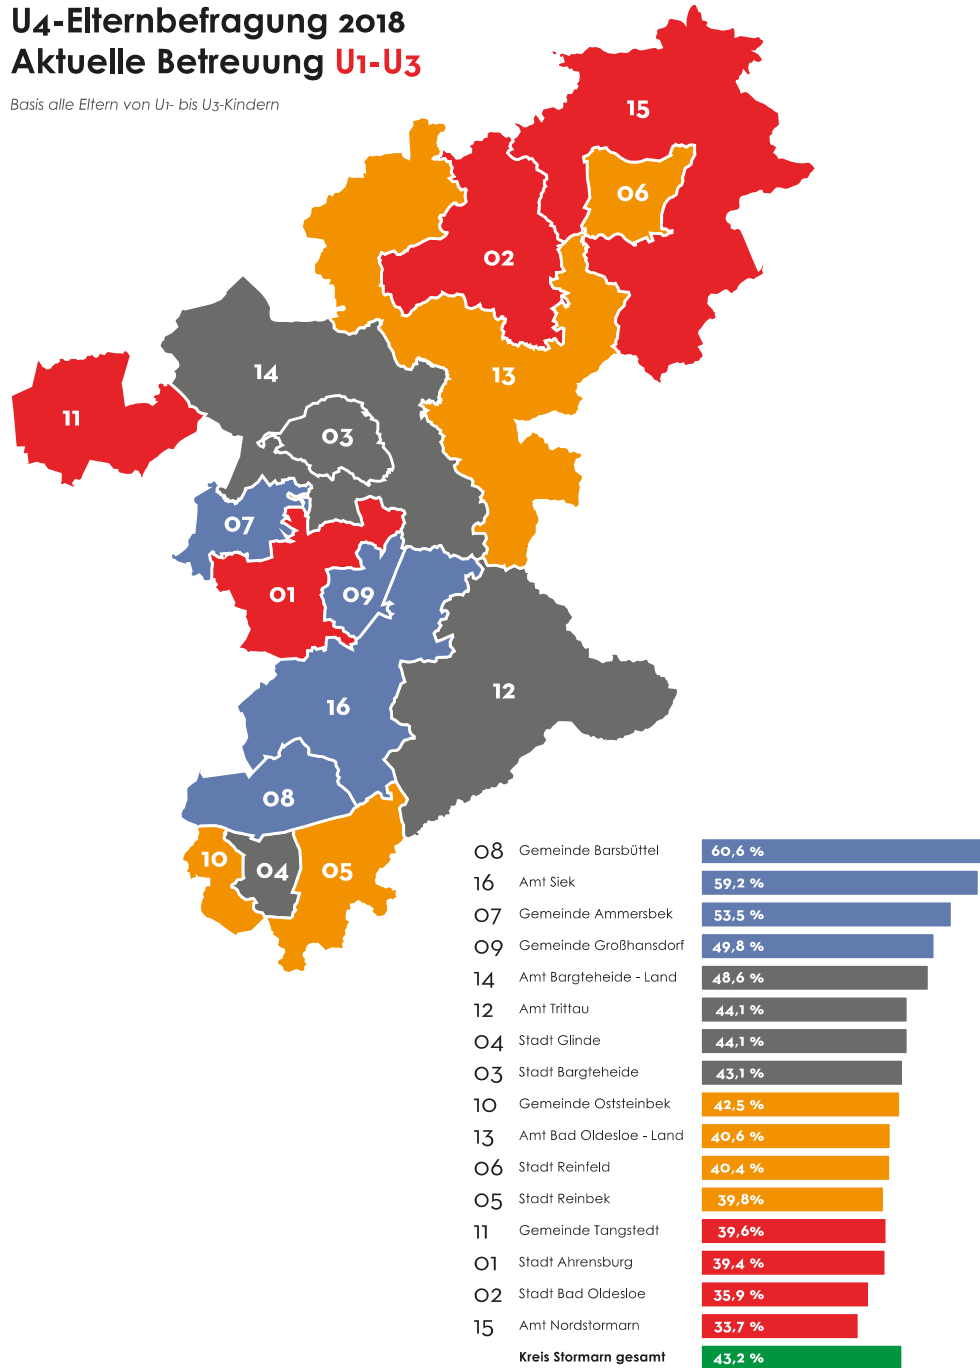 U4-Elternbefragung 2018
Aktuelle Betreuung U1-U3
Basis alle Eltern von U1- bis U3-Kindern
15
06
02
13
14
11
03
07
01
09
12
16
08
10
04
05
08 Gemeinde Barsbüttel 60,6 %
16 Amt Siek 59,2 %
07 Gemeinde Ammersbek 53,5 %
09 Gemeinde Großhansdorf 49,8 %
14 Amt Bargteheide - Land 48,6 %
12 Amt Trittau 44,1 %
04 Stadt Glinde 44,1 %
03 Stadt Bargteheide 43,1 %
10 Gemeinde Oststeinbek 42,5 %
13 Amt Bad Oldesloe - Land 40,6 %
06 Stadt Reinfeld 40,4 %
05 Stadt Reinbek 39,8%
11 Gemeinde Tangstedt 39,6%
01 Stadt Ahrensburg 39,4 %
02 Stadt Bad Oldesloe 35,9 %
15 Amt Nordstormarn 33,7 %
Kreis Stormarn gesamt 43,2 %